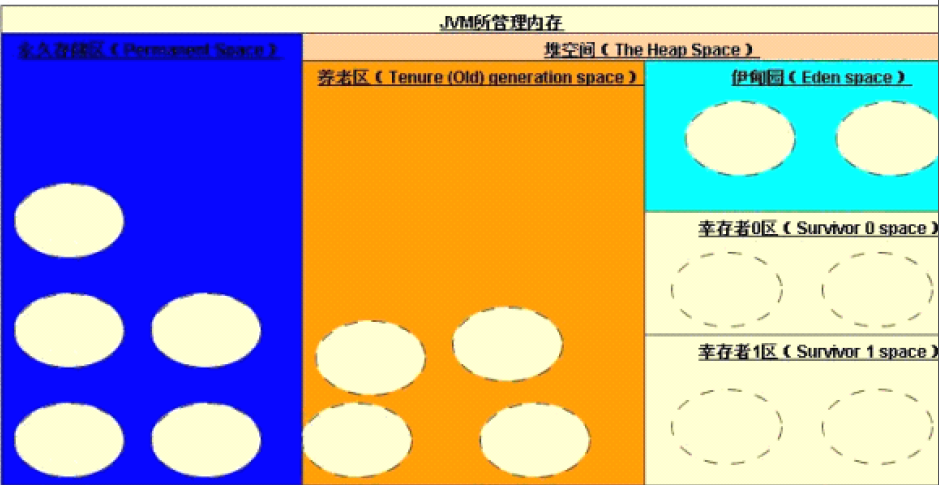 JVM所管理内存
永久存储区（Permanent Space）
堆空间（The Heap Space）
养老区（Tenure (Old) generation space）
伊甸园（Eden space）
幸存者0区（Survivor 0 space）
幸存者1区（Survivor 1 space）